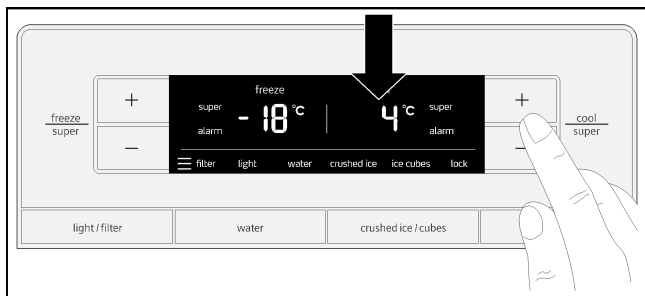 freeze
super
+
−
freeze
super
alarm
- 18 °C
4 °C
super
alarm
filter light water crushed ice ice cubes lock
+
−
cool
super
light / filter water crushed ice / cubes